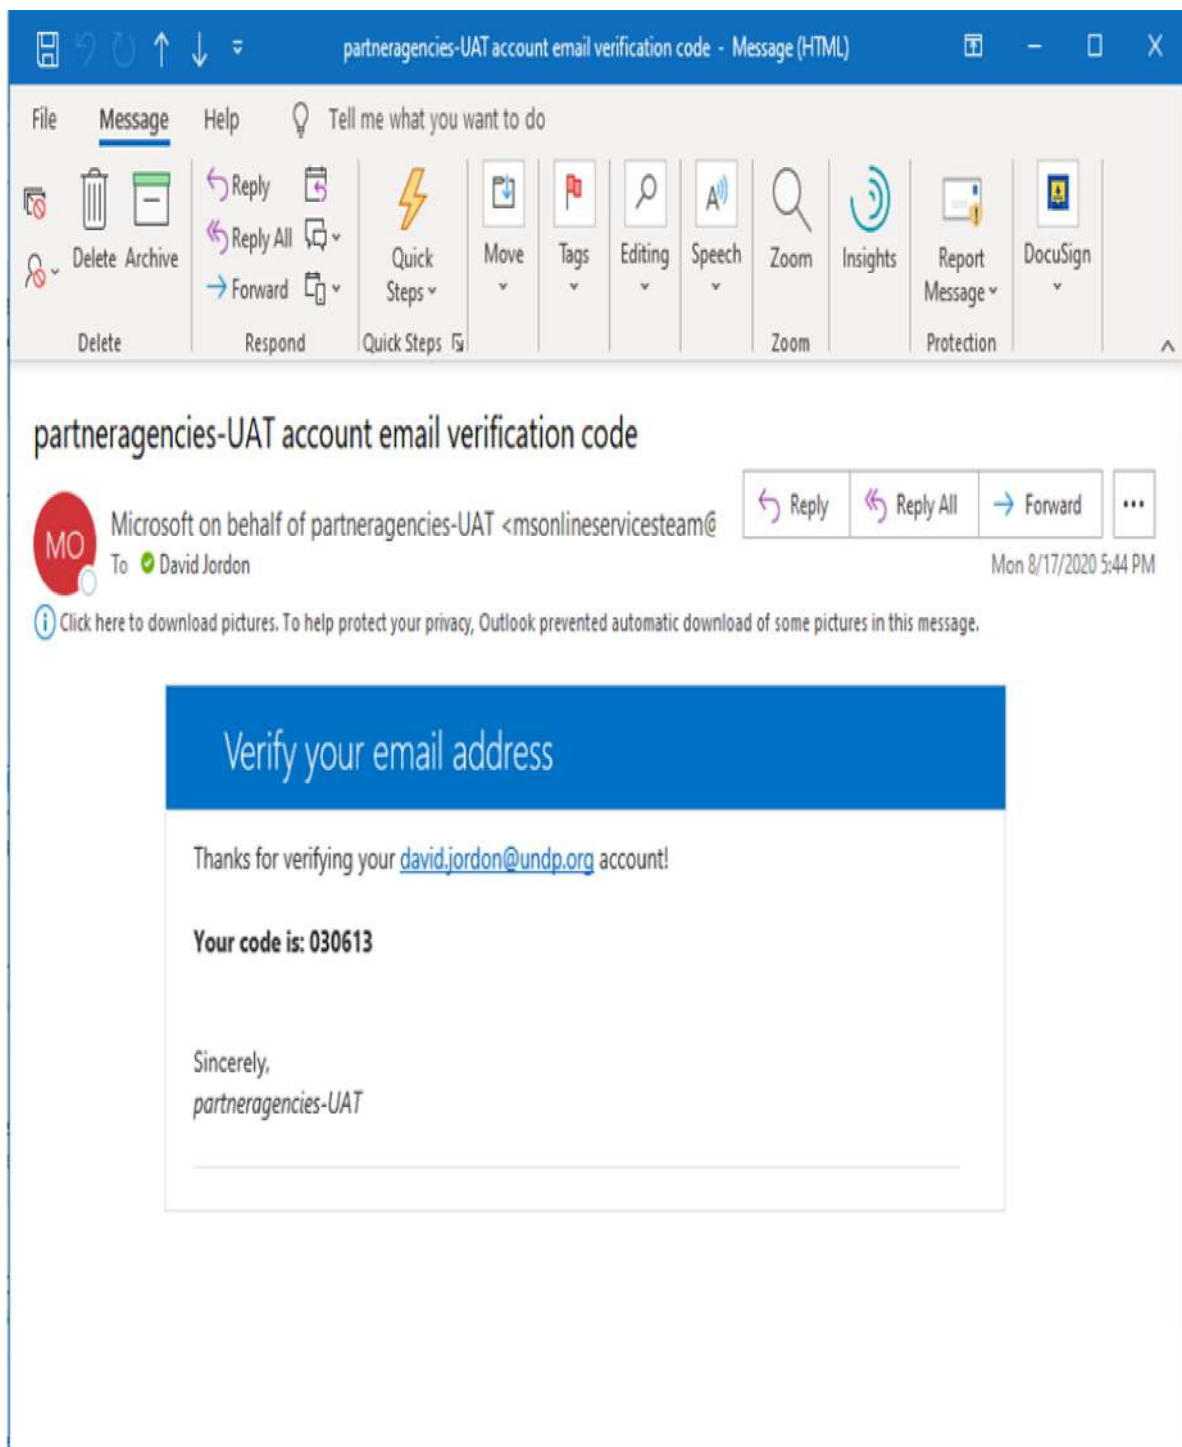 partneragencies-UAT account email verification code - Message (HTML)
File Message Help Tell me what you want to do
Delete Archive
Reply
Reply All
Forward
Quick Steps
Move
Tags
Editing
Speech
Zoom
Insights
Report Message
DocuSign
Delete Respond Quick Steps Zoom Protection
partneragencies-UAT account email verification code
MO
Microsoft on behalf of partneragencies-UAT <msonlineservicesteam@
Reply Reply All Forward
To David Jordon
Mon 8/17/2020 5:44 PM
Click here to download pictures. To help protect your privacy, Outlook prevented automatic download of some pictures in this message.
Verify your email address
Thanks for verifying your david.jordon@undp.org account!
Your code is: 030613
Sincerely,
partneragencies-UAT